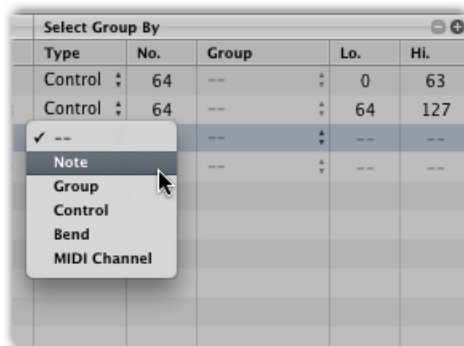 Select Group By
Type No. Group Lo. Hi.
Control 64 -- 0 63
Control 64 -- 64 127
✓ -- -- -- --
Note -- -- --
Group
Control
Bend
MIDI Channel